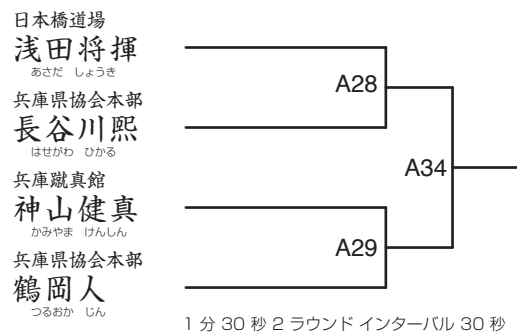 日本橋道場
浅田将揮
あさだ しょうき
兵庫県協会本部
長谷川熙
はせがわ ひかる
兵庫蹴真館
神山健真
かみやま けんしん
兵庫県協会本部
鶴岡人
つるおか じん
A28
A34
A29
1 分 30 秒 2 ラウンド インターバル 30 秒